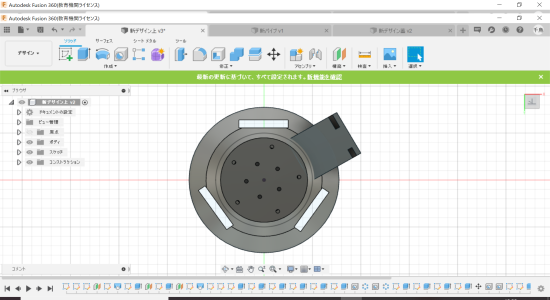 Autodesk Fusion 360(教育機関ライセンス)
Autodesk Fusion 360(教育機関ライセンス)
新デザイン上 v3*
新パイプ v1
新デザイン蓋 v2
デザイン
ソリッド サーフェス シート メタル ツール
作成 修正 アセンブリ 構築 検査 挿入 選択
最新の更新に基づいて、すべて設定されます。新機能を確認
ブラウザ
新デザイン上 v3
ドキュメントの設定
ビュー管理
原点
ボディ
スケッチ
コンストラクション
コメント